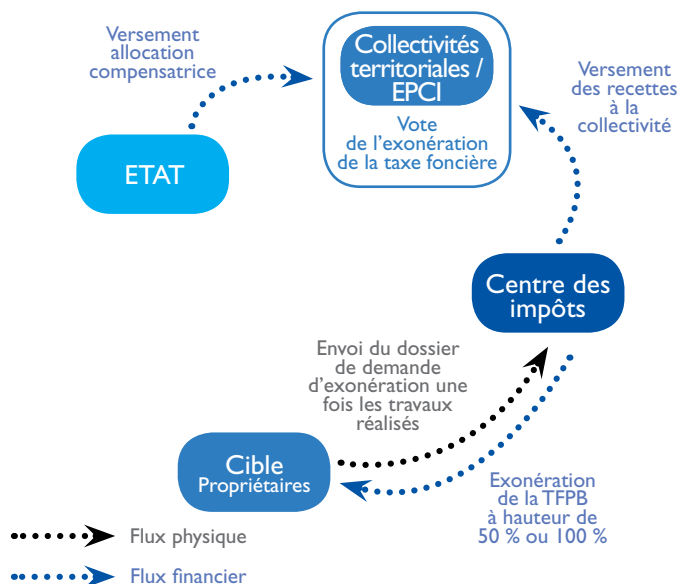 Versement
allocation
compensatrice
Collectivités
territoriales /
EPCI
Vote
de l'exonération
de la taxe foncière
Versement
des recettes
à la
collectivité
ETAT
Centre des
impôts
Envoi du dossier
de demande
d'exonération une
fois les travaux
réalisés
Cible
Propriétaires
Exonération
de la TFPB
à hauteur de
50 % ou 100 %
Flux physique
Flux financier